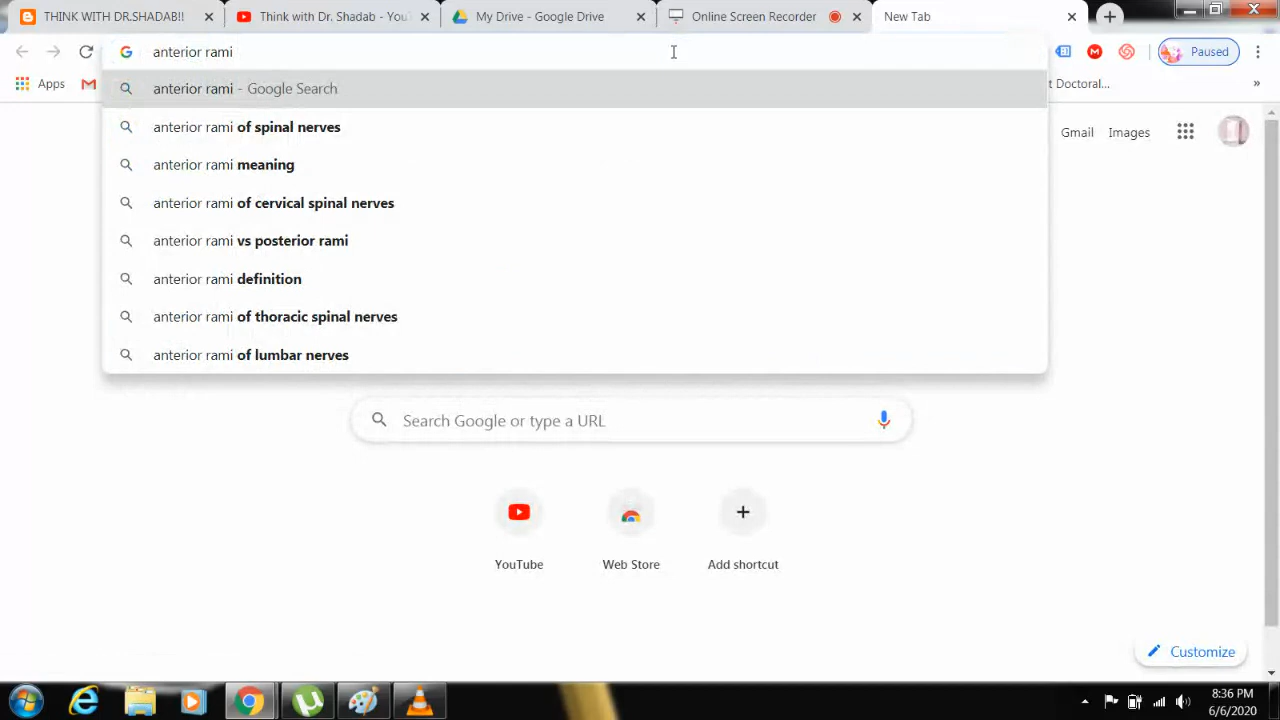 THINK WITH DR.SHADAB!!
Think with Dr. Shadab - You
My Drive - Google Drive
Online Screen Recorder
New Tab
anterior rami
Paused
Apps
t Doctoral...
»
anterior rami - Google Search
anterior rami of spinal nerves
anterior rami meaning
anterior rami of cervical spinal nerves
anterior rami vs posterior rami
anterior rami definition
anterior rami of thoracic spinal nerves
anterior rami of lumbar nerves
Gmail Images
Search Google or type a URL
YouTube
Web Store
Add shortcut
Customize
8:36 PM
6/6/2020